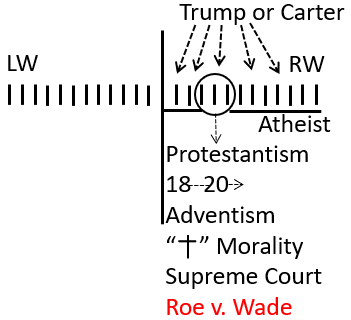 Trump or Carter
LW RW
Atheist
Protestantism
18--20->
Adventism
“†” Morality
Supreme Court
Roe v. Wade